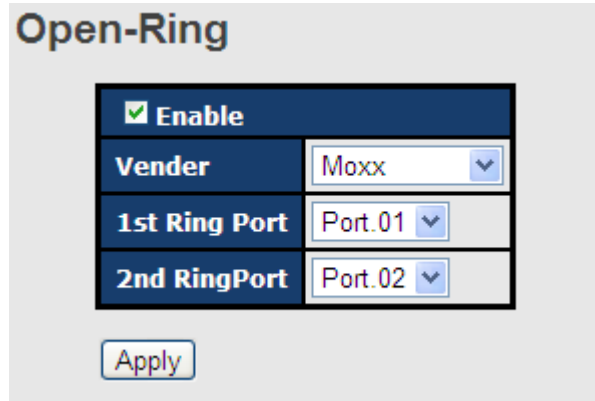 Open-Ring
Enable
Vender Moxx
1st Ring Port Port.01
2nd RingPort Port.02
Apply